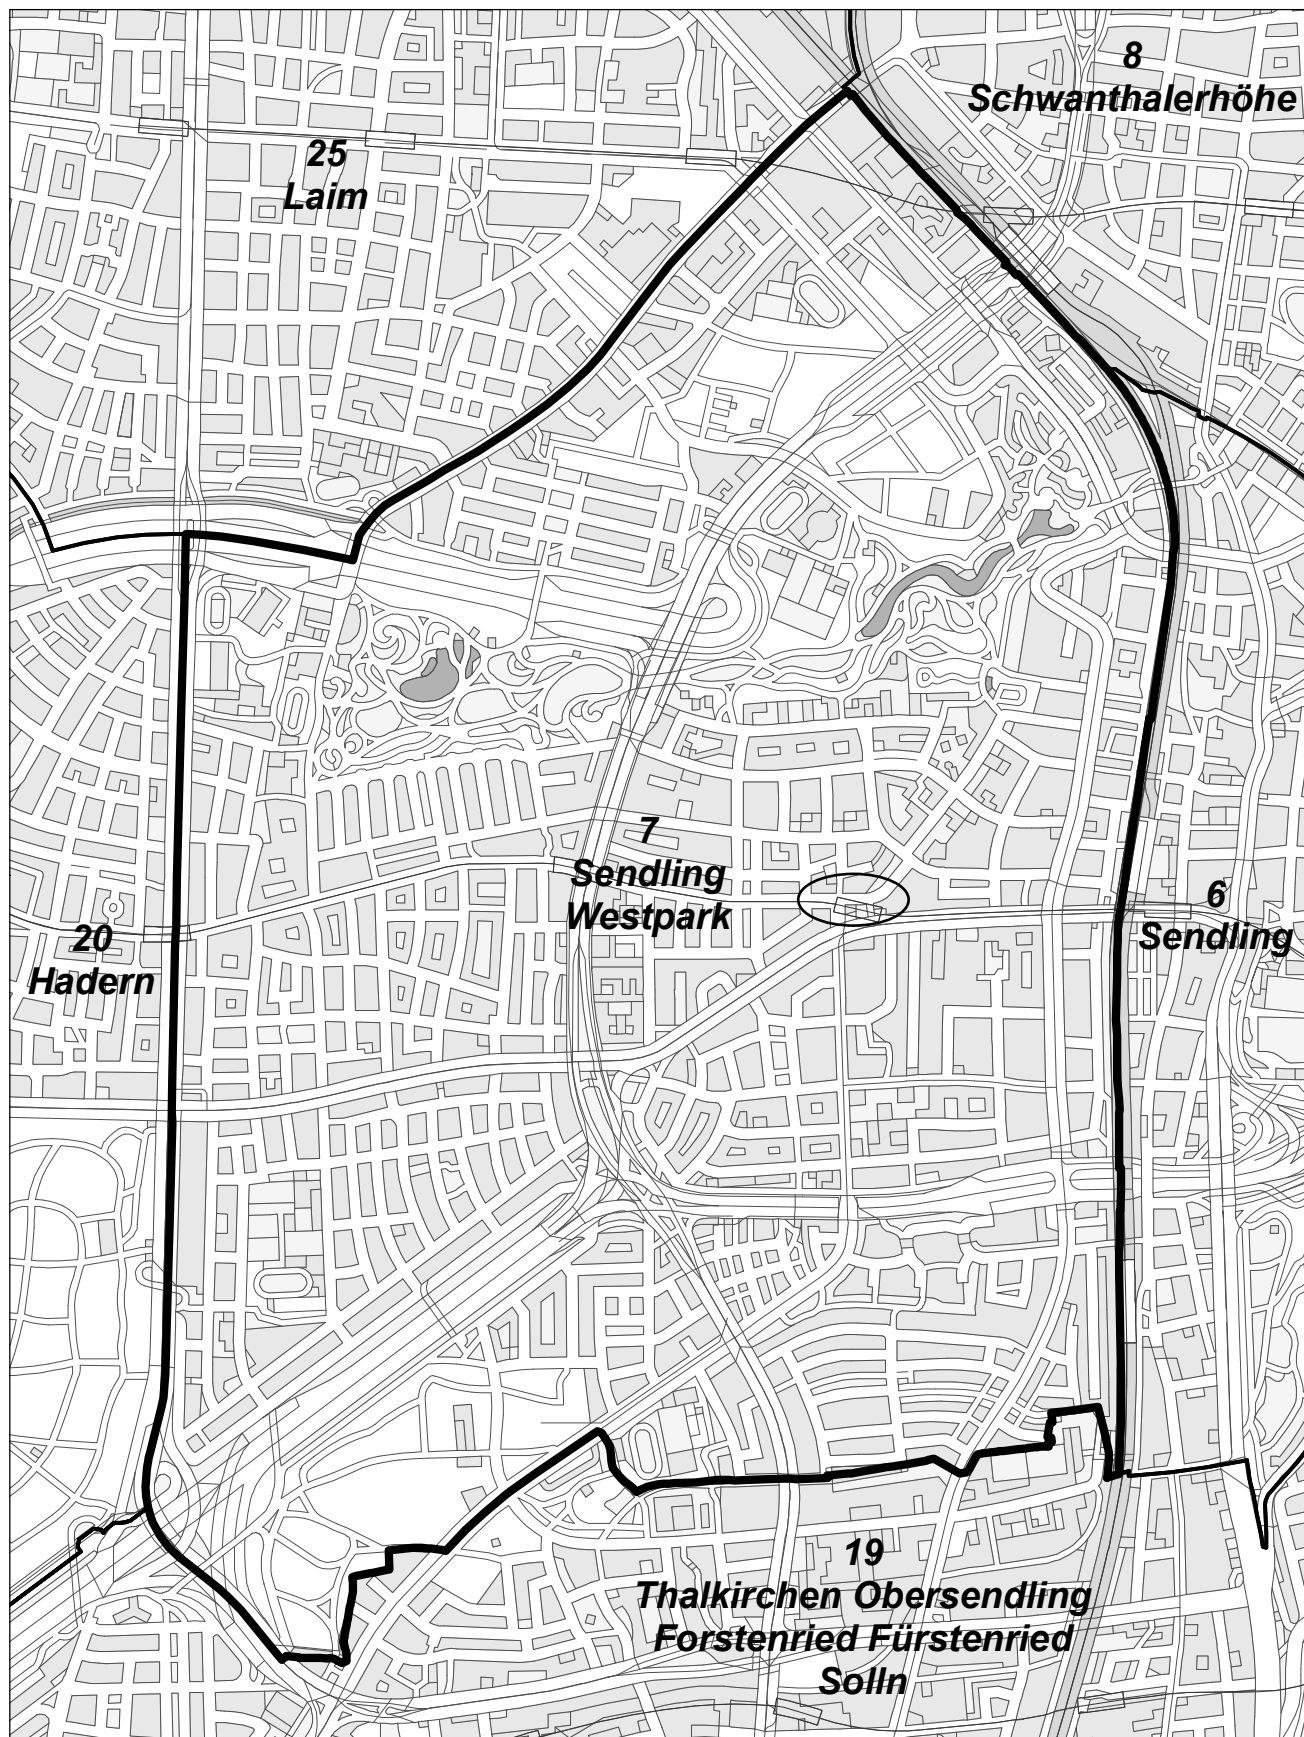 8
Schwanthalerhöhe
25
Laim
7
Sendling
Westpark
6
Sendling
20
Hadern
19
Thalkirchen Obersendling
Forstenried Fürstenried
Solln